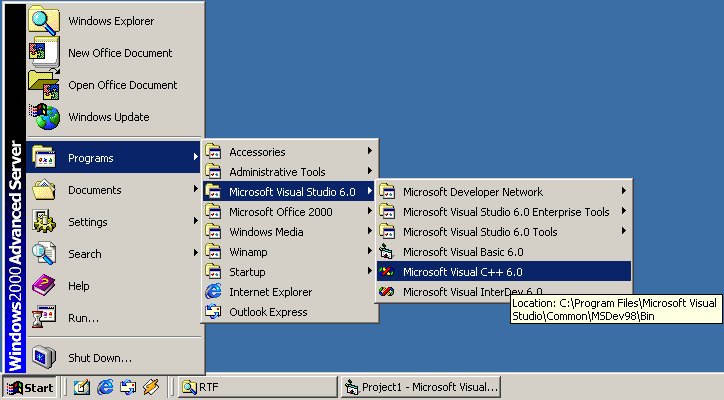 Windows Explorer
New Office Document
Open Office Document
Windows Update
Windows2000 Advanced Server
Programs
Documents
Settings
Search
Help
Run...
Shut Down...
Accessories
Administrative Tools
Microsoft Visual Studio 6.0
Microsoft Office 2000
Windows Media
Winamp
Startup
Internet Explorer
Outlook Express
Microsoft Developer Network
Microsoft Visual Studio 6.0 Enterprise Tools
Microsoft Visual Studio 6.0 Tools
Microsoft Visual Basic 6.0
Microsoft Visual C++ 6.0
Microsoft Visual InterDev 6.0
Location: C:\Program Files\Microsoft Visual
Studio\Common\MSDev98\Bin
Start
RTF
Project1 - Microsoft Visual...